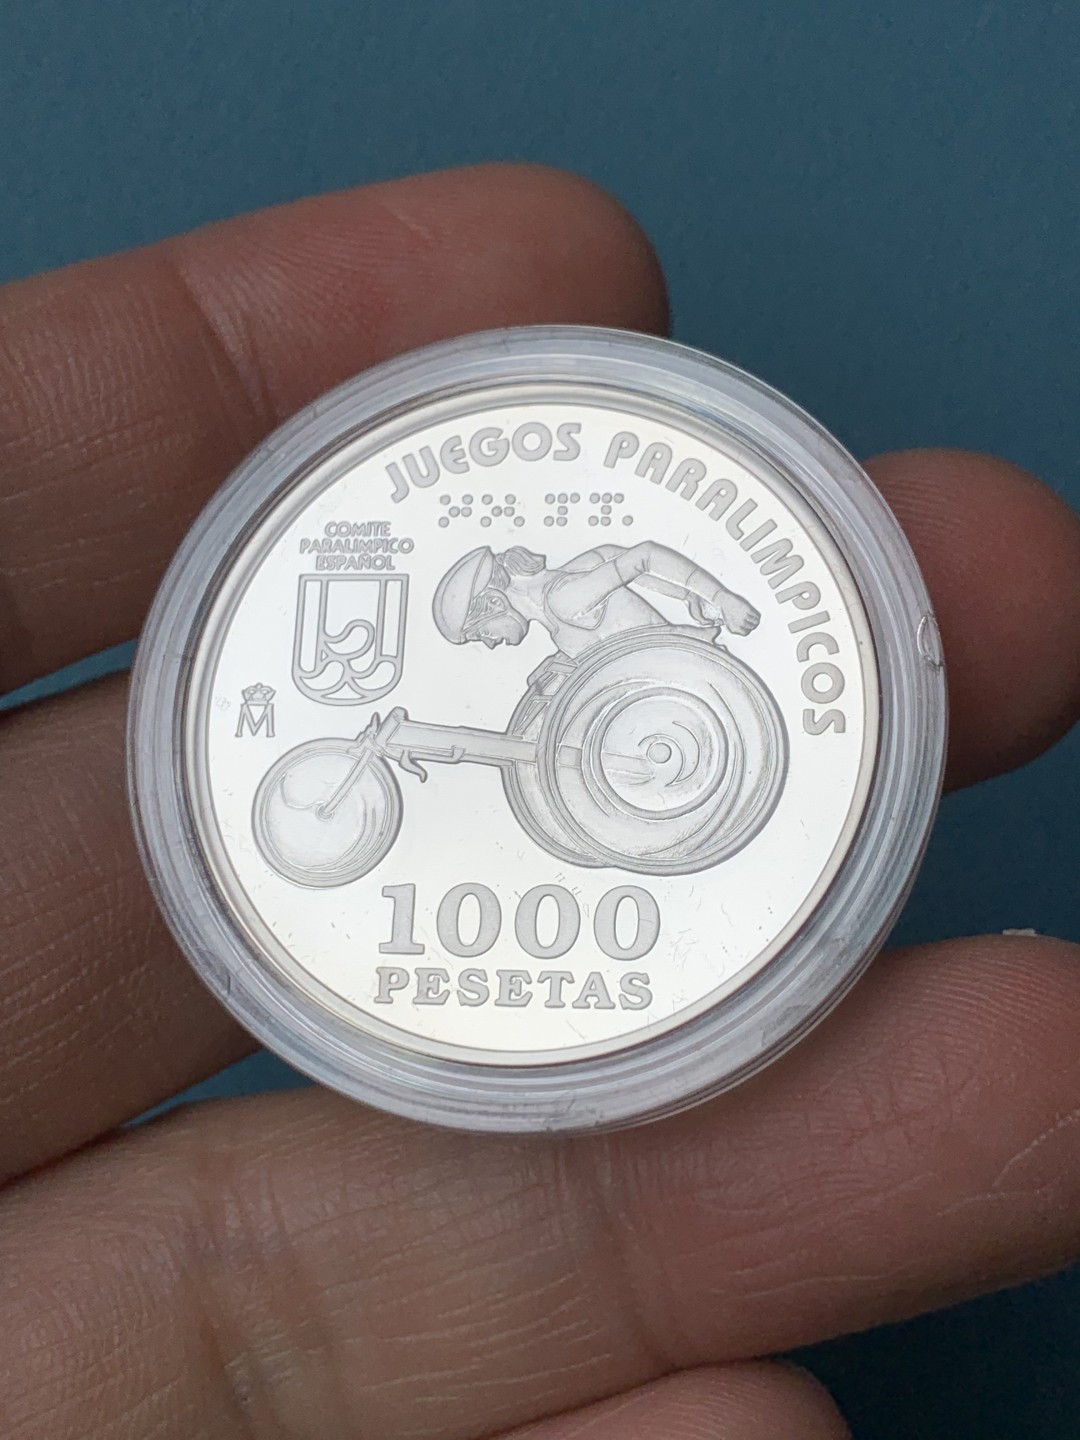 JUEGOS PARALIMPICOS
COMITE
PARALIMPICO
ESPAÑOL
M
1000
PESETAS